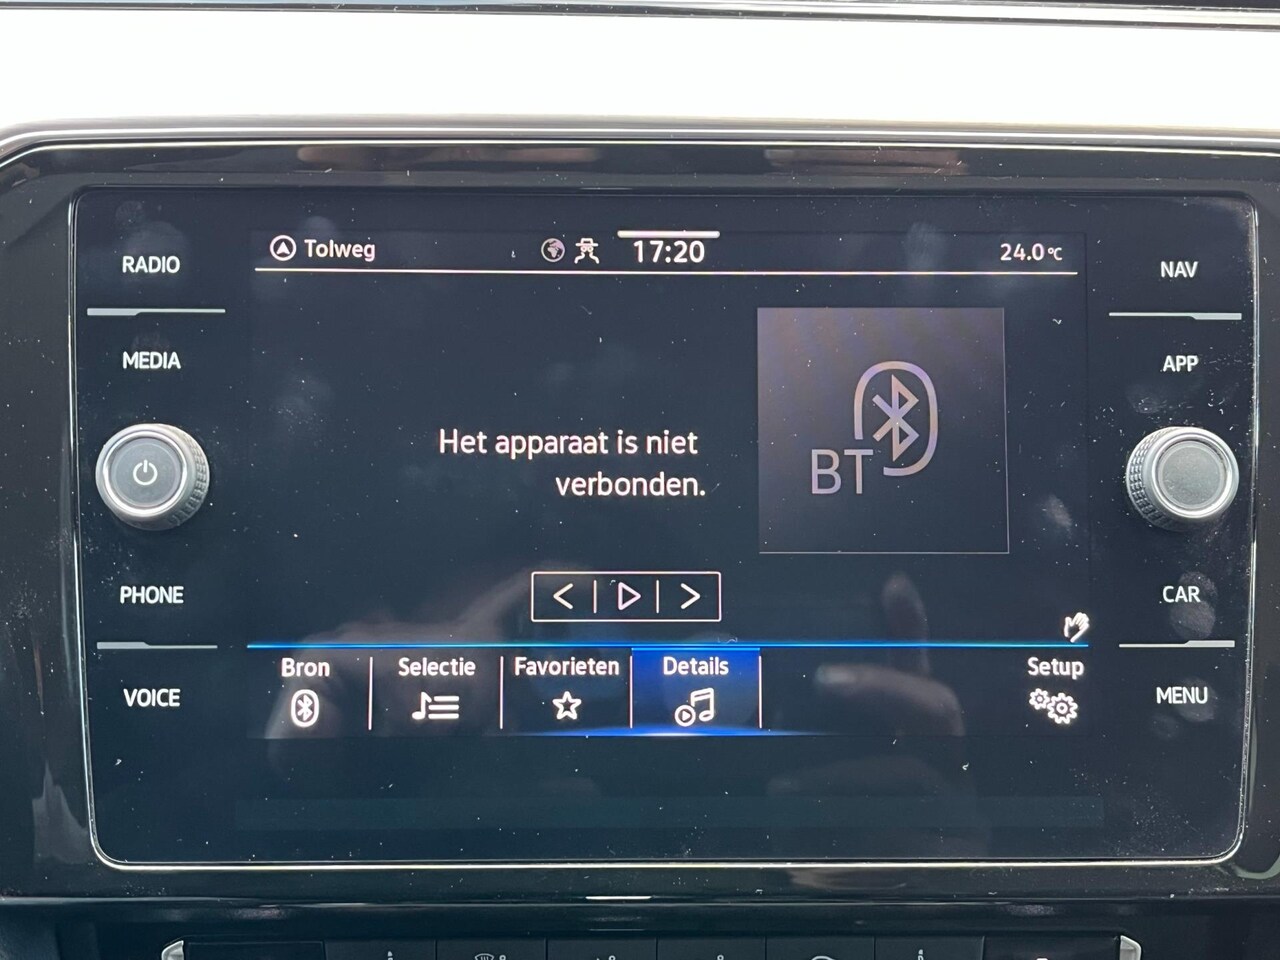 Tolweg
17:20
24.0°C
RADIO
MEDIA
PHONE
VOICE
Het apparaat is niet
verbonden.
BT
Bron
Selectie
Favorieten
Details
Setup
NAV
APP
CAR
MENU